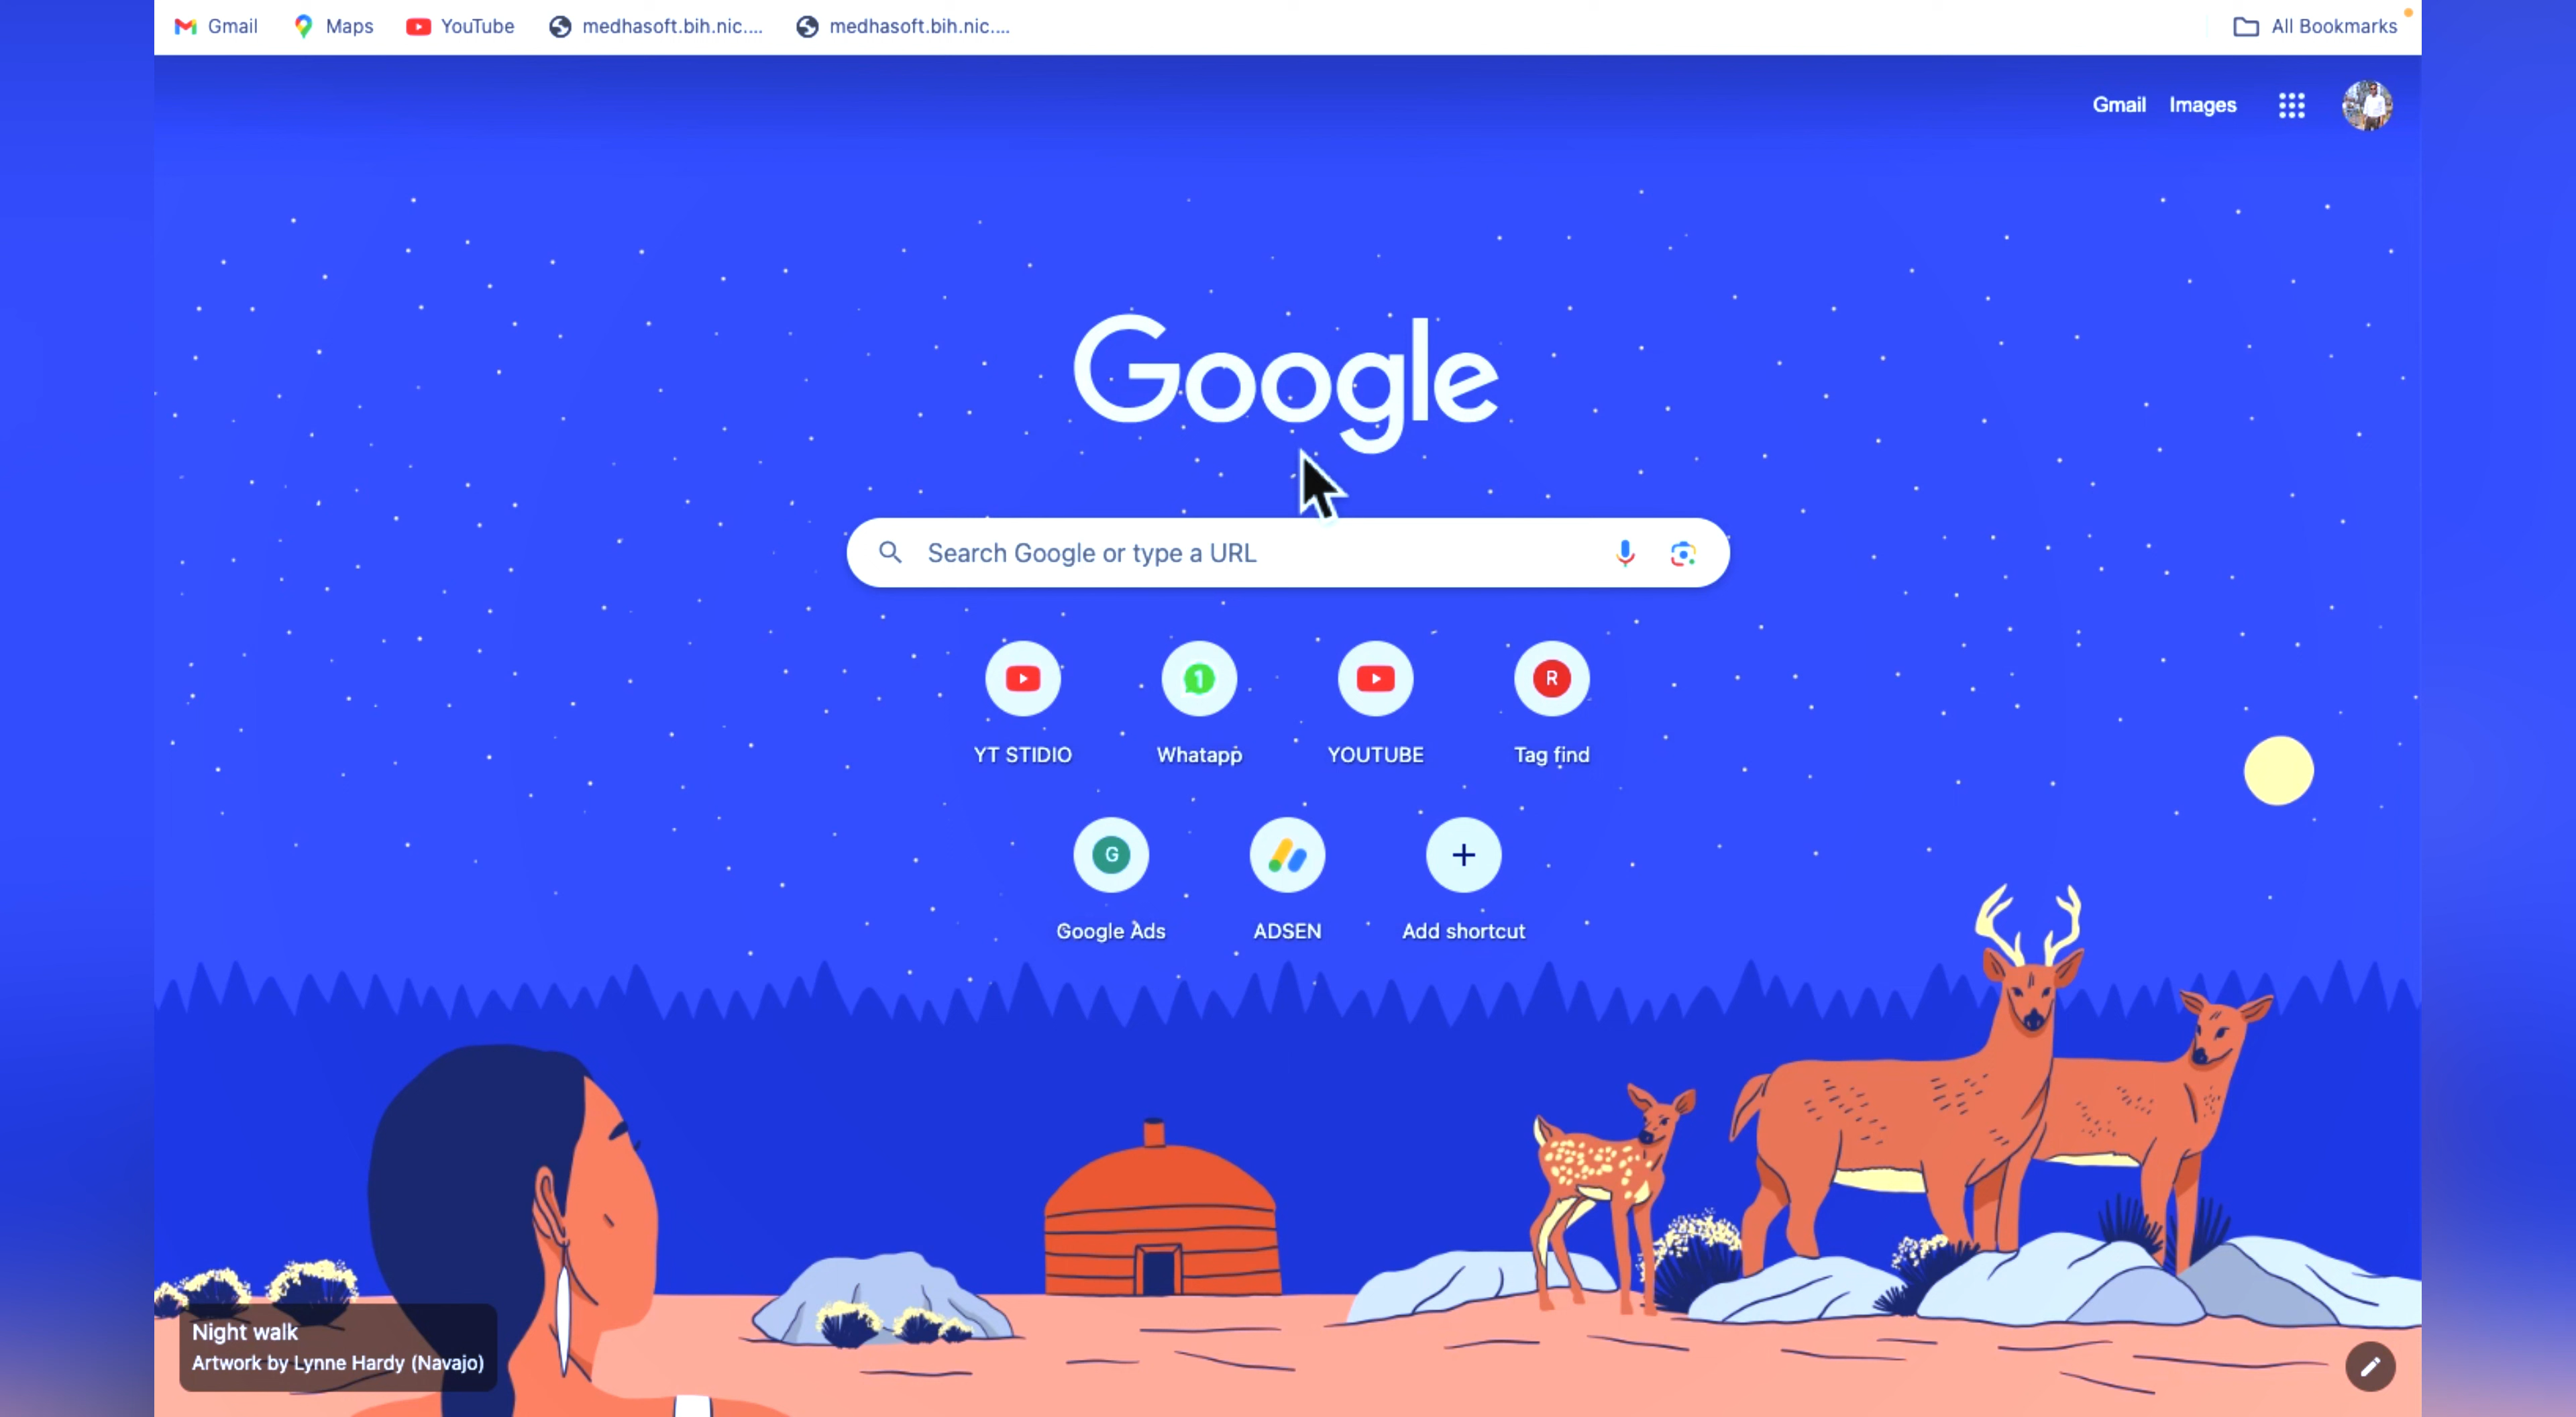 Gmail Maps YouTube medhasoft.bih.nic.... medhasoft.bih.nic.... All Bookmarks
Gmail Images
Google
Search Google or type a URL
1 R
YT STIDIO Whatapp YOUTUBE Tag find
G
Google Ads ADSEN Add shortcut
Night walk
Artwork by Lynne Hardy (Navajo)